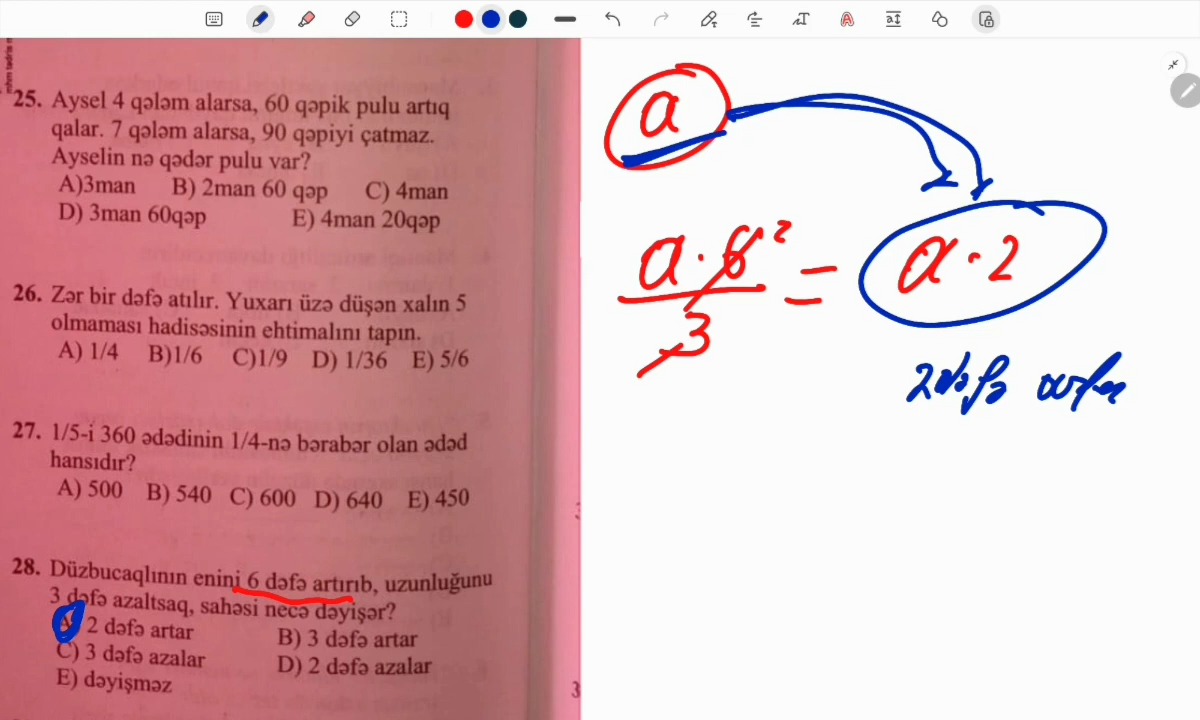 25. Aysel 4 qələm alarsa, 60 qəpik pulu artıq
qalar. 7 qələm alarsa, 90 qəpiyi çatmaz.
Ayselin nə qədər pulu var?
A)3man B) 2man 60 qəp C) 4man
D) 3man 60qəp E) 4man 20qəp
26. Zər bir dəfə atılır. Yuxarı üzə düşən xalın 5
olmaması hadisəsinin ehtimalını tapın.
A) 1/4 B)1/6 C)1/9 D) 1/36 E) 5/6
27. 1/5-i 360 ədədinin 1/4-nə bərabər olan ədəd
hansıdır?
A) 500 B) 540 C) 600 D) 640 E) 450
28. Düzbucaqlının enini 6 dəfə artırıb, uzunluğunu
3 dəfə azaltsaq, sahəsi necə dəyişər?
A) 2 dəfə artar B) 3 dəfə artar
C) 3 dəfə azalar D) 2 dəfə azalar
E) dəyişməz
a
a · 6 2
3
= a · 2
2 dəfə